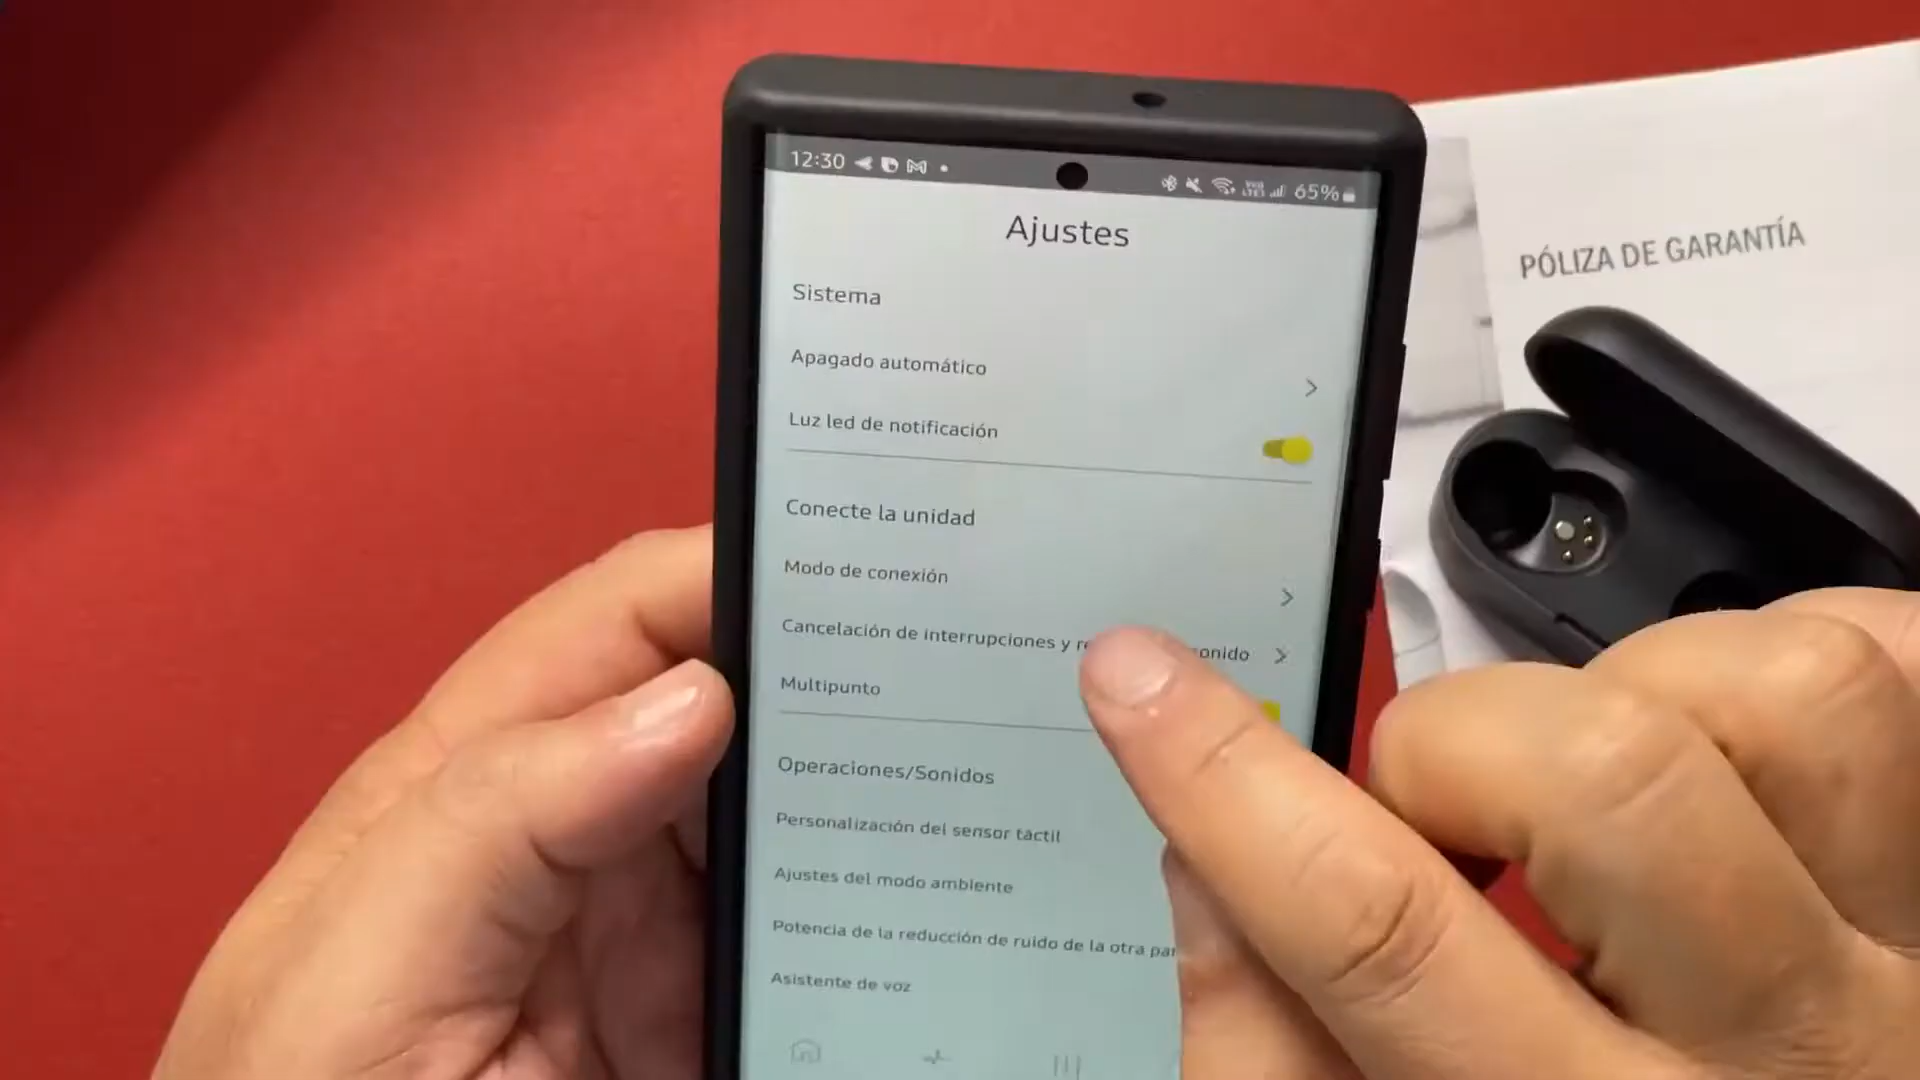 12:30
65%
Ajustes
Sistema
Apagado automático
Luz led de notificación
Conecte la unidad
Modo de conexión
Cancelación de interrupciones y sonido
Multipunto
Operaciones/Sonidos
Personalización del sensor táctil
Ajustes del modo ambiente
Potencia de la reducción de ruido de la otra
Asistente de voz
PÓLIZA DE GARANTÍA